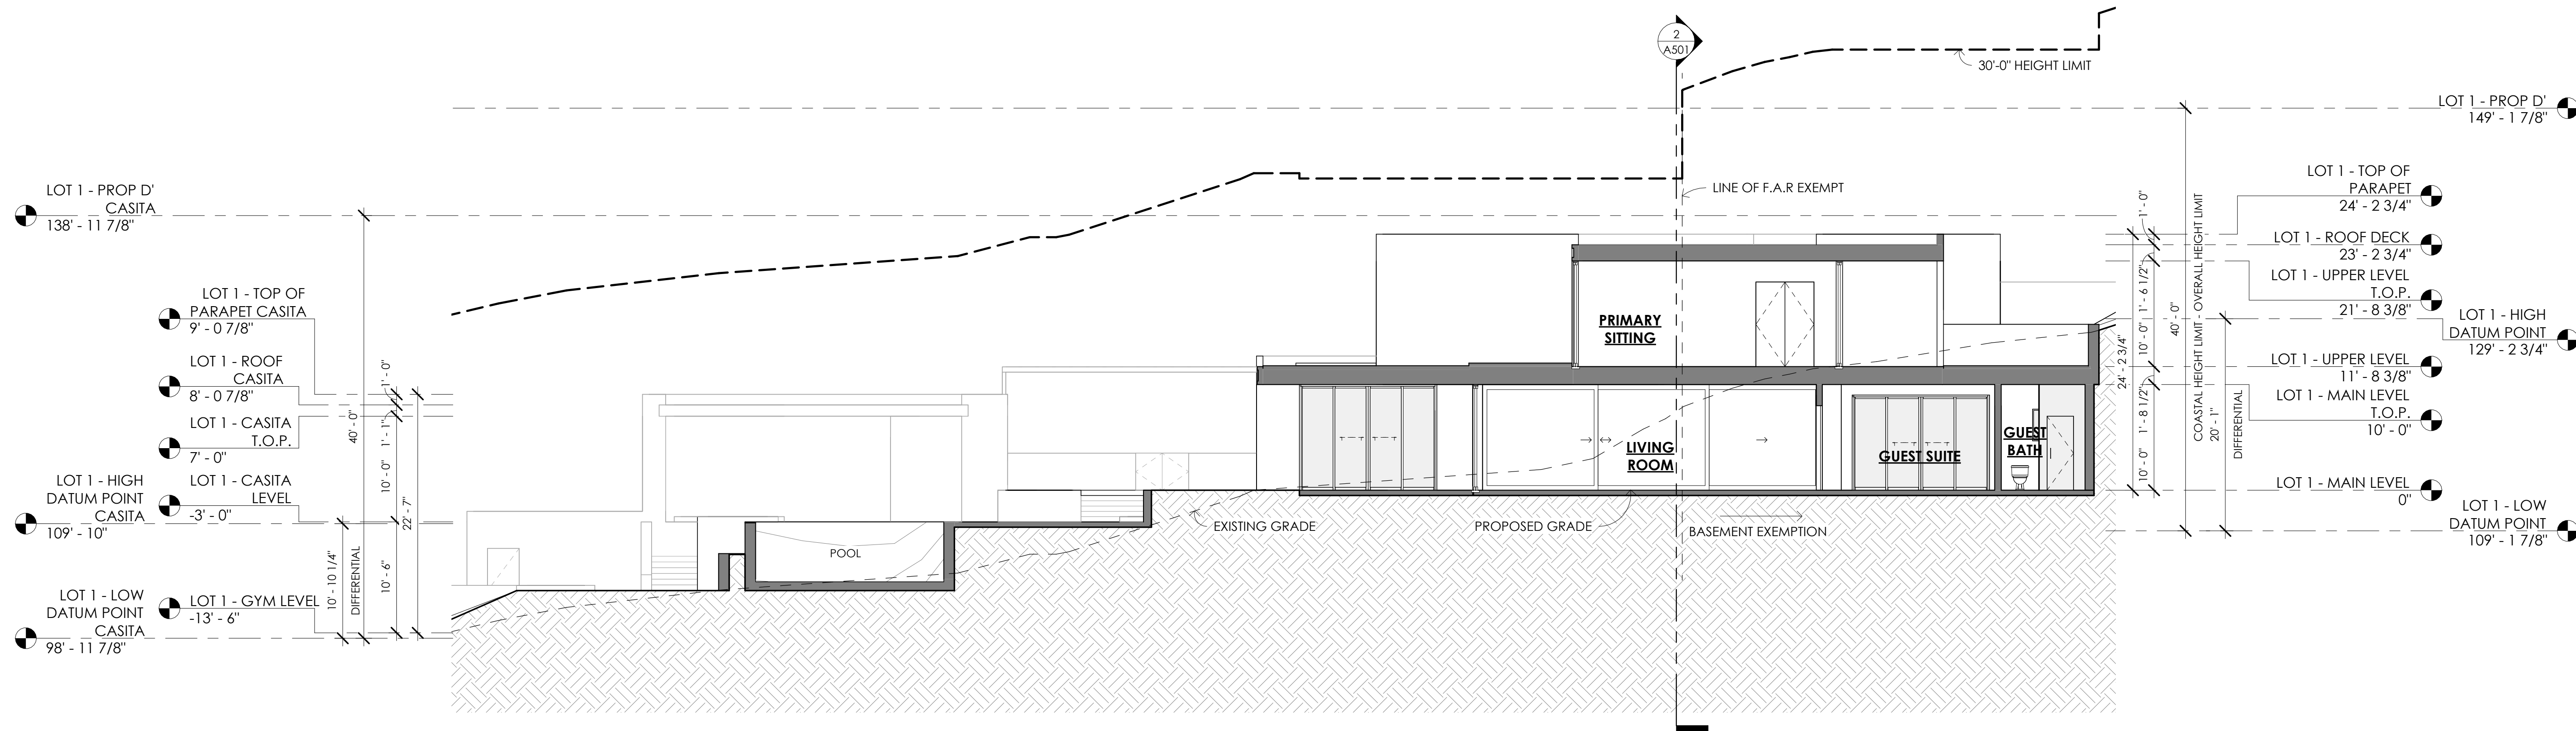 2
A501
30'-0" HEIGHT LIMIT
LOT 1 - PROP D'
149' - 1 7/8"
LINE OF F.A.R EXEMPT
LOT 1 - PROP D'
CASITA
138' - 11 7/8"
LOT 1 - TOP OF
PARAPET CASITA
9' - 0 7/8"
LOT 1 - ROOF
CASITA
8' - 0 7/8"
LOT 1 - CASITA
T.O.P.
7' - 0"
LOT 1 - HIGH
DATUM POINT
CASITA
109' - 10"
LOT 1 - CASITA
LEVEL
-3' - 0"
LOT 1 - LOW
DATUM POINT
CASITA
98' - 11 7/8"
LOT 1 - GYM LEVEL
-13' - 6"
10' - 10 1/4"
DIFFERENTIAL
40' - 0"
1' - 0"
1' - 1"
10' - 0"
10' - 6"
22' - 7"
POOL
EXISTING GRADE
PROPOSED GRADE
BASEMENT EXEMPTION
PRIMARY
SITTING
LIVING
ROOM
GUEST SUITE
GUEST
BATH
24' - 2 3/4"
1' - 0"
1' - 6 1/2"
10' - 0"
1' - 8 1/2"
10' - 0"
40' - 0"
COASTAL HEIGHT LIMIT - OVERALL HEIGHT LIMIT
20' - 1"
DIFFERENTIAL
LOT 1 - TOP OF
PARAPET
24' - 2 3/4"
LOT 1 - ROOF DECK
23' - 2 3/4"
LOT 1 - UPPER LEVEL
T.O.P.
21' - 8 3/8"
LOT 1 - HIGH
DATUM POINT
129' - 2 3/4"
LOT 1 - UPPER LEVEL
11' - 8 3/8"
LOT 1 - MAIN LEVEL
T.O.P.
10' - 0"
LOT 1 - MAIN LEVEL
0"
LOT 1 - LOW
DATUM POINT
109' - 1 7/8"